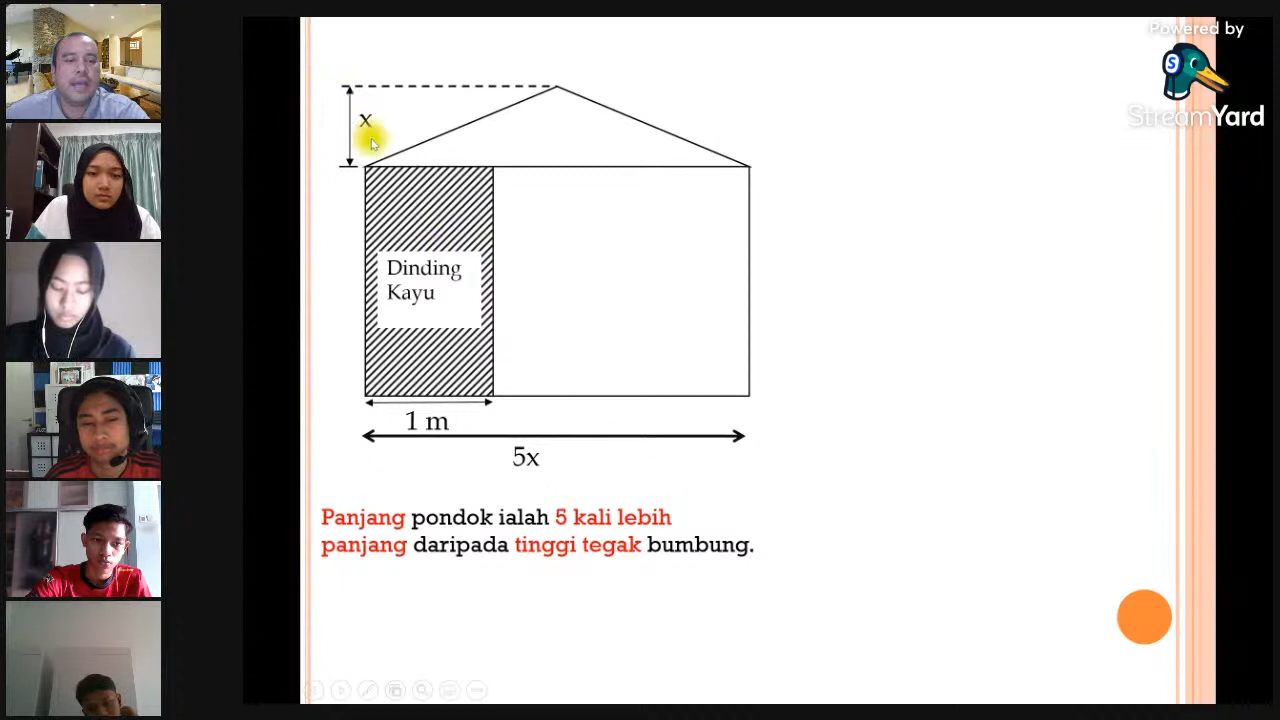 Powered by
S
StreamYard
x
Dinding
Kayu
1 m
5x
Panjang pondok ialah 5 kali lebih
panjang daripada tinggi tegak bumbung.